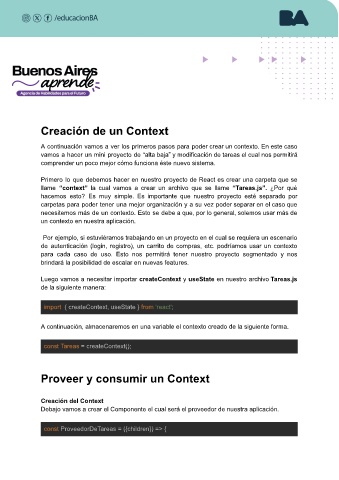 /educacionBA
BA
Buenos Aires
aprende
Agencia de Habilidades para el Futuro
Creación de un Context
A continuación vamos a ver los primeros pasos para poder crear un contexto. En este caso
vamos a hacer un mini proyecto de “alta baja” y modificación de tareas el cual nos permitirá
comprender un poco mejor cómo funciona éste nuevo sistema.
Primero lo que debemos hacer en nuestro proyecto de React es crear una carpeta que se
llame “context” la cual vamos a crear un archivo que se llame “Tareas.js”. ¿Por qué
hacemos esto? Es muy simple. Es importante que nuestro proyecto esté separado por
carpetas para poder tener una mejor organización y a su vez poder separar en el caso que
necesitemos más de un contexto. Esto se debe a que, por lo general, solemos usar más de
un contexto en nuestra aplicación.
Por ejemplo, si estuviéramos trabajando en un proyecto en el cual se requiera un escenario
de autenticación (login, registro), un carrito de compras, etc. podríamos usar un contexto
para cada caso de uso. Esto nos permitirá tener nuestro proyecto segmentado y nos
brindará la posibilidad de escalar en nuevas features.
Luego vamos a necesitar importar createContext y useState en nuestro archivo Tareas.js
de la siguiente manera:
import { createContext, useState } from 'react';
A continuación, almacenaremos en una variable el contexto creado de la siguiente forma.
const Tareas = createContext();
Proveer y consumir un Context
Creación del Context
Debajo vamos a crear el Componente el cual será el proveedor de nuestra aplicación.
const ProveedorDeTareas = ({children}) => {